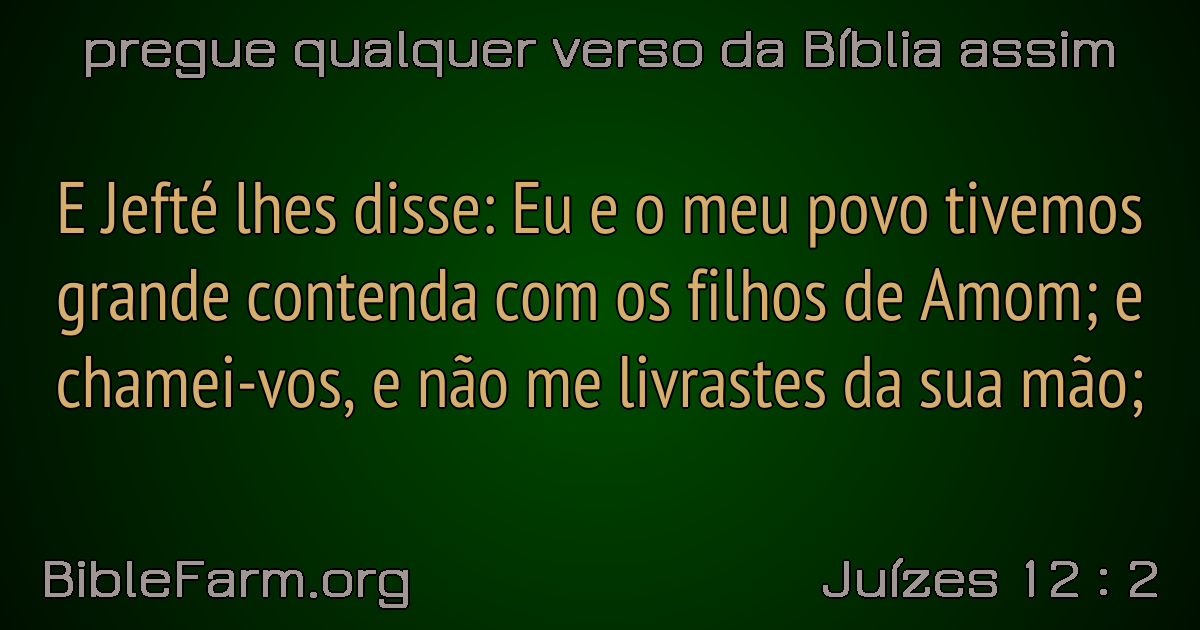 pregue qualquer verso da Bíblia assim
E Jefté lhes disse: Eu e o meu povo tivemos
grande contenda com os filhos de Amom; e
chamei-vos, e não me livrastes da sua mão;
BibleFarm.org
Juízes 12 : 2